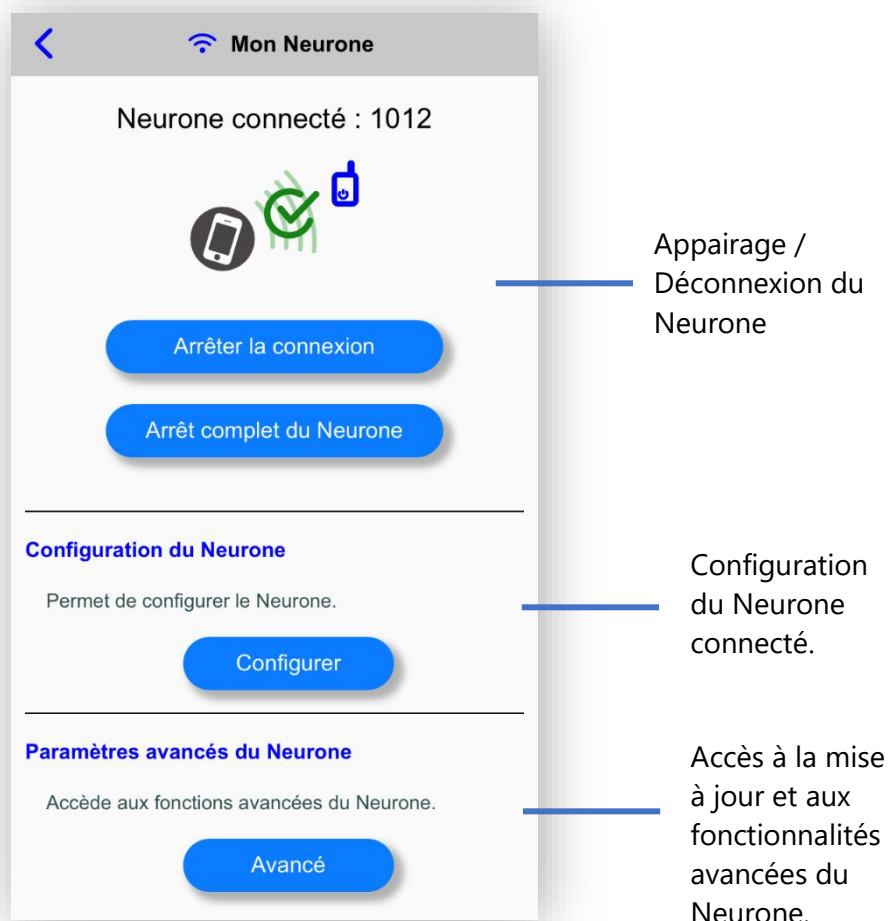 Mon Neurone
Neurone connecté : 1012
Arrêter la connexion
Arrêt complet du Neurone
Appairage /
Déconnexion du
Neurone
Configuration du Neurone
Permet de configurer le Neurone.
Configurer
Configuration
du Neurone
connecté.
Paramètres avancés du Neurone
Accède aux fonctions avancées du Neurone.
Avancé
Accès à la mise
à jour et aux
fonctionnalités
avancées du
Neurone.